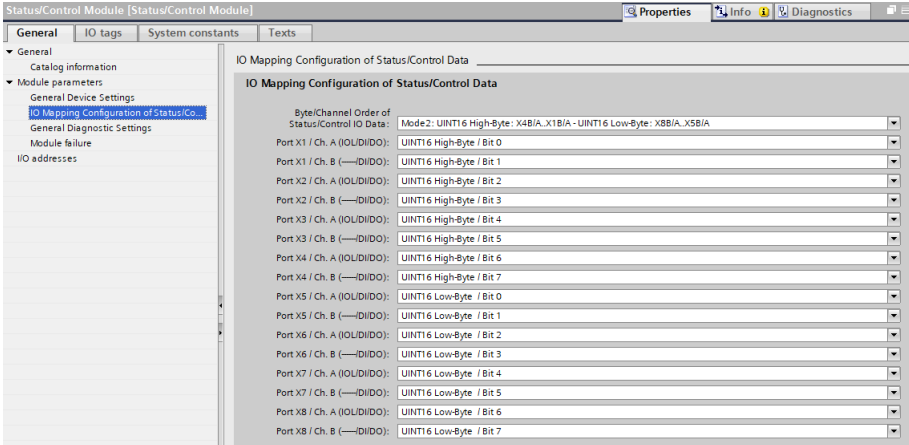 Status/Control Module [Status/Control Module]
Properties Info Diagnostics
General IO tags System constants Texts
General
Catalog information
Module parameters
General Device Settings
IO Mapping Configuration of Status/Co...
General Diagnostic Settings
Module failure
I/O addresses
IO Mapping Configuration of Status/Control Data
IO Mapping Configuration of Status/Control Data
Byte/Channel Order of
Status/Control IO Data: Mode2: UINT16 High-Byte: X4B/A..X1B/A - UINT16 Low-Byte: X8B/A..X5B/A
Port X1 / Ch. A (IOL/DI/DO): UINT16 High-Byte / Bit 0
Port X1 / Ch. B (—–/DI/DO): UINT16 High-Byte / Bit 1
Port X2 / Ch. A (IOL/DI/DO): UINT16 High-Byte / Bit 2
Port X2 / Ch. B (—–/DI/DO): UINT16 High-Byte / Bit 3
Port X3 / Ch. A (IOL/DI/DO): UINT16 High-Byte / Bit 4
Port X3 / Ch. B (—–/DI/DO): UINT16 High-Byte / Bit 5
Port X4 / Ch. A (IOL/DI/DO): UINT16 High-Byte / Bit 6
Port X4 / Ch. B (—–/DI/DO): UINT16 High-Byte / Bit 7
Port X5 / Ch. A (IOL/DI/DO): UINT16 Low-Byte / Bit 0
Port X5 / Ch. B (—–/DI/DO): UINT16 Low-Byte / Bit 1
Port X6 / Ch. A (IOL/DI/DO): UINT16 Low-Byte / Bit 2
Port X6 / Ch. B (—–/DI/DO): UINT16 Low-Byte / Bit 3
Port X7 / Ch. A (IOL/DI/DO): UINT16 Low-Byte / Bit 4
Port X7 / Ch. B (—–/DI/DO): UINT16 Low-Byte / Bit 5
Port X8 / Ch. A (IOL/DI/DO): UINT16 Low-Byte / Bit 6
Port X8 / Ch. B (—–/DI/DO): UINT16 Low-Byte / Bit 7